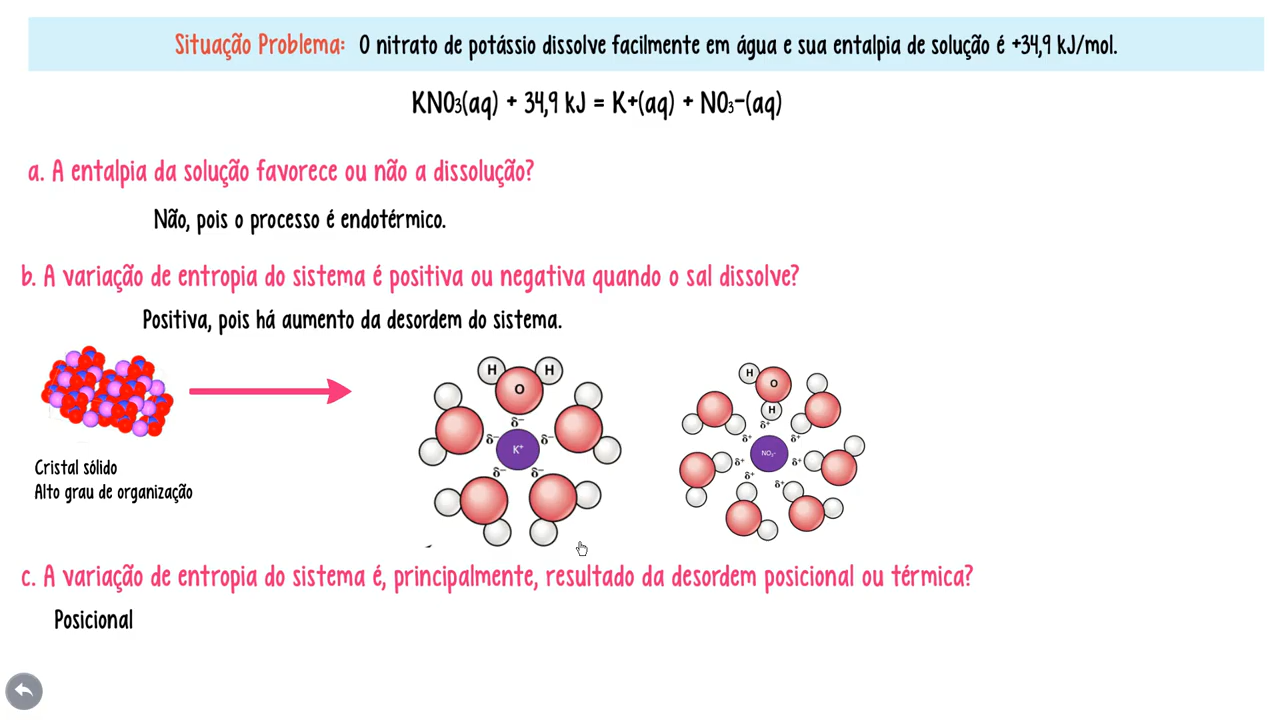 Situação Problema: O nitrato de potássio dissolve facilmente em água e sua entalpia de solução é +34,9 kJ/mol.
KNO₃(aq) + 34,9 kJ = K+(aq) + NO₃-(aq)
a. A entalpia da solução favorece ou não a dissolução?
Não, pois o processo é endotérmico.
b. A variação de entropia do sistema é positiva ou negativa quando o sal dissolve?
Positiva, pois há aumento da desordem do sistema.
H O H
δ⁻
δ⁻ K⁺ δ⁻
δ⁻ δ⁻
H O
H
δ⁺
δ⁺ δ⁺
δ⁺ NO₃⁻ δ⁺
δ⁺ δ⁺
Cristal sólido
Alto grau de organização
c. A variação de entropia do sistema é, principalmente, resultado da desordem posicional ou térmica?
Posicional